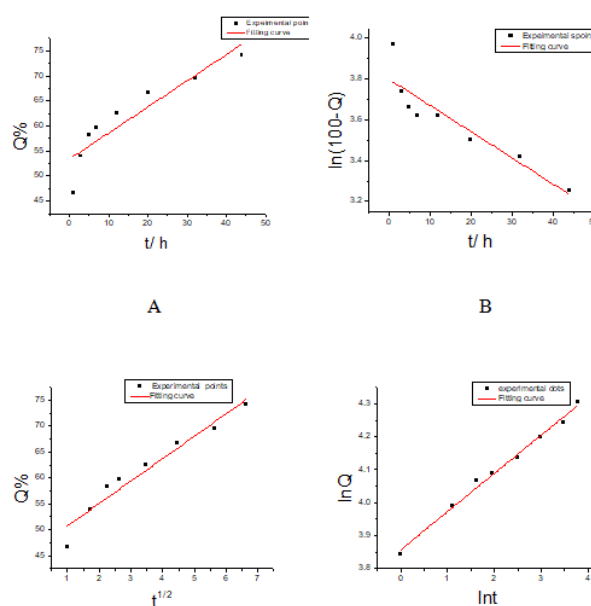 Experimental poin
Fitting curve
Q%
75
70
65
60
55
50
45
0 10 20 30 40 50
t/ h
A
Expeimental spoin
Fitting curve
ln(100-Q)
4.0
3.8
3.6
3.4
3.2
0 10 20 30 40 50
t/ h
B
Experimental points
Fitting curve
Q%
75
70
65
60
55
50
45
1 2 3 4 5 6 7
t1/2
experimental dots
Fitting curve
lnQ
4.3
4.2
4.1
4.0
3.9
3.8
0 1 2 3 4
lnt